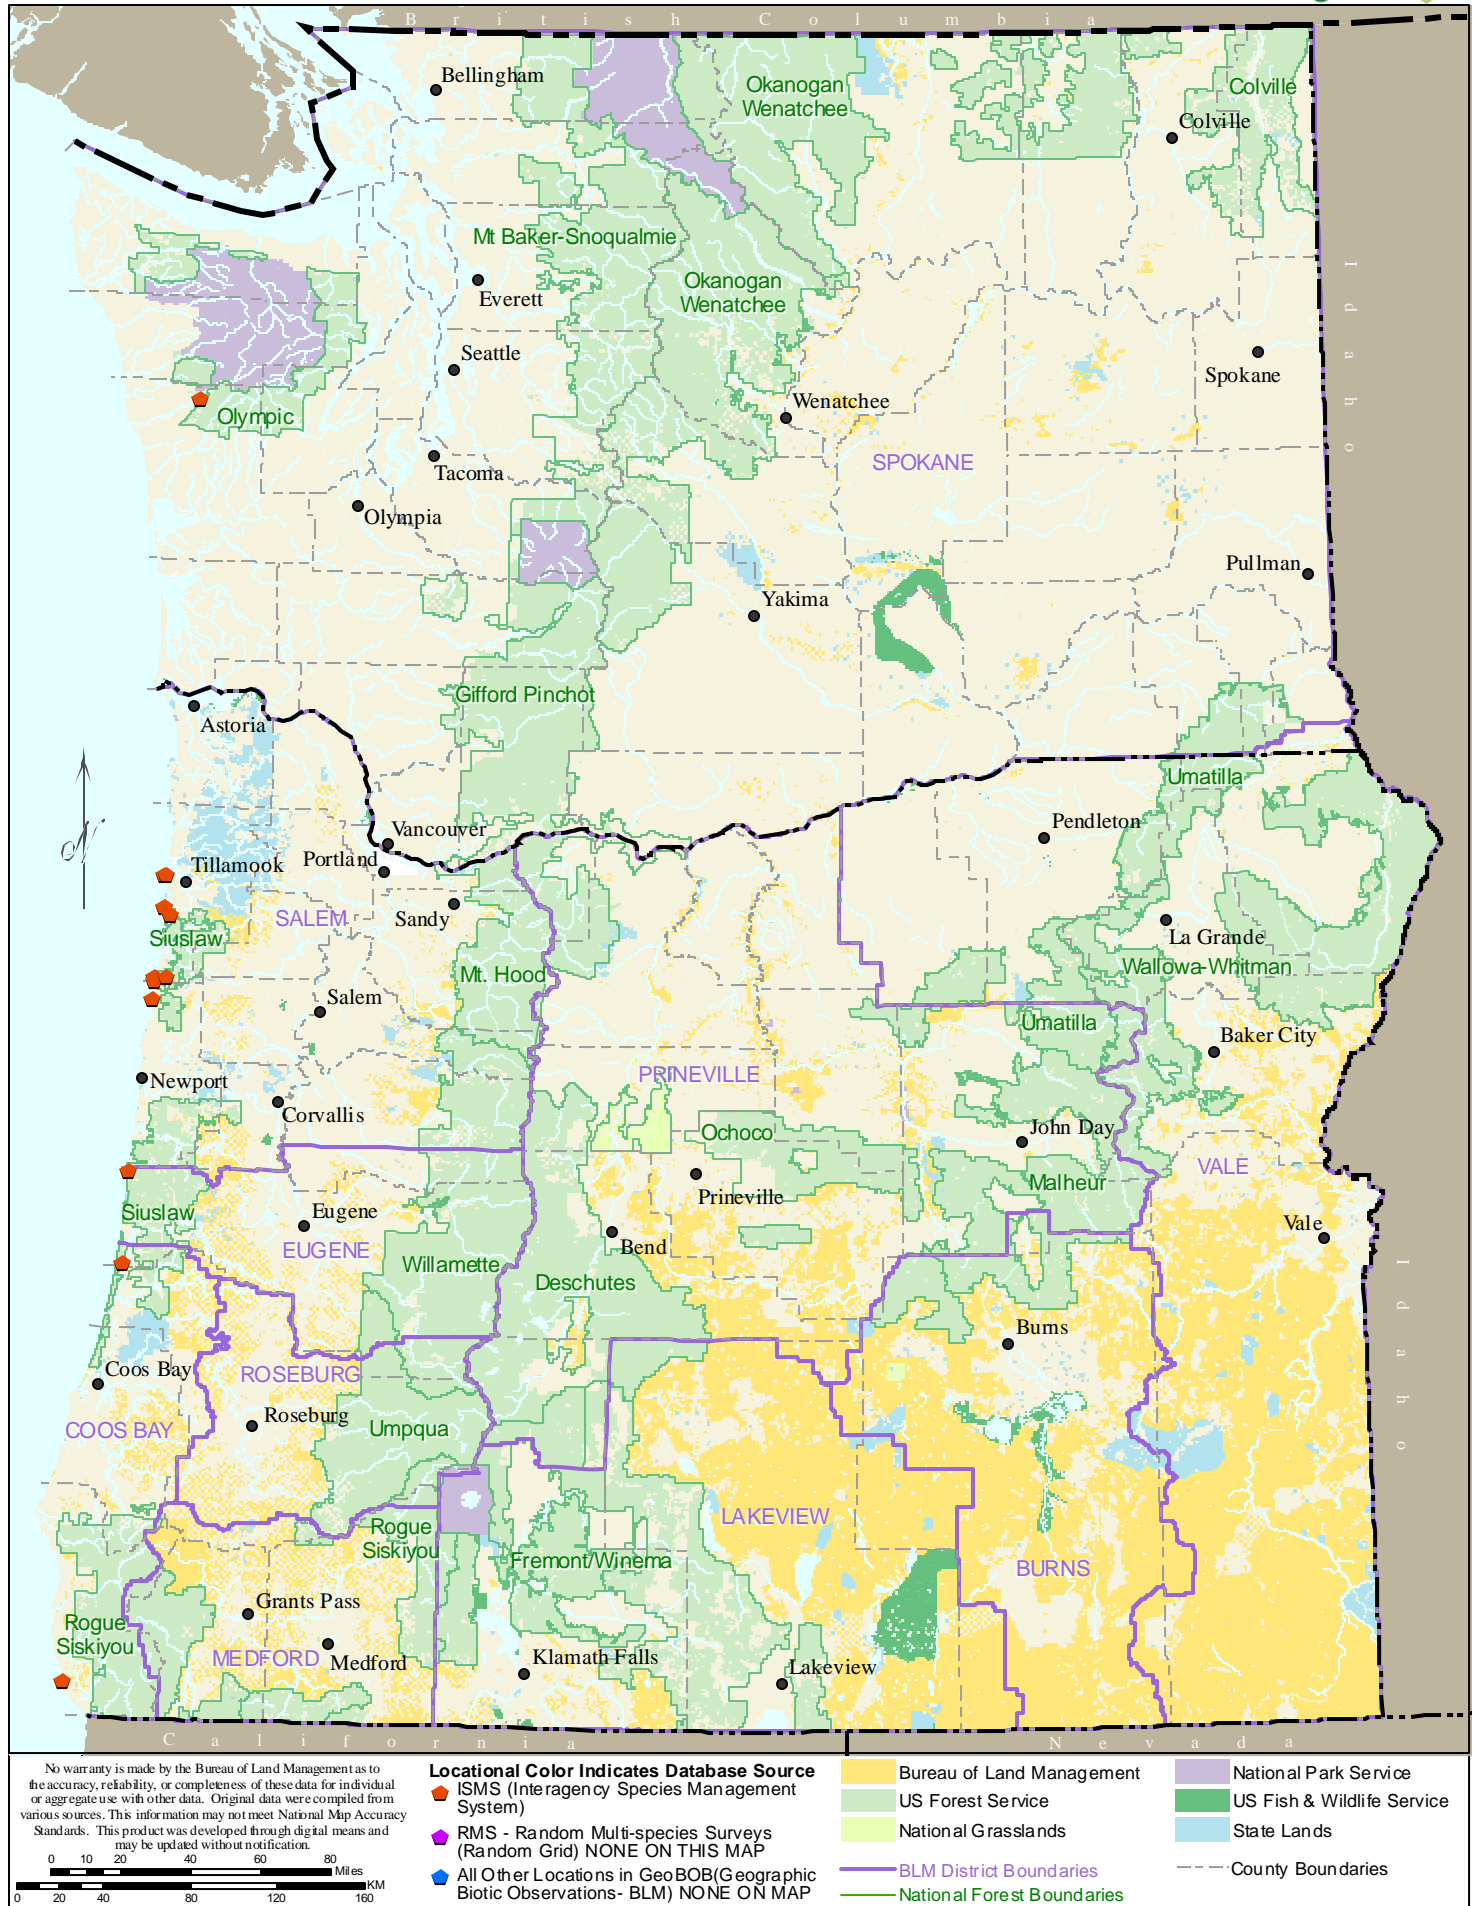 British Columbia
Bellingham
Okanogan
Wenatchee
Colville
Colville
Mt Baker-Snoqualmie
Okanogan
Wenatchee
Everett
Idaho
Seattle
Spokane
Wenatchee
Olympic
SPOKANE
Tacoma
Olympia
Pullman
Yakima
Gifford Pinchot
Astoria
Umatilla
Vancouver
Pendleton
Portland
Tillamook
SALEM
Sandy
Siuslaw
La Grande
Wallowa-Whitman
Mt. Hood
Salem
Umatilla
Baker City
N
Newport
PRINEVILLE
Corvallis
Ochoco
John Day
VALE
Malheur
Prineville
Siuslaw
Eugene
EUGENE
Bend
Vale
Willamette
Deschutes
Idaho
Burns
Coos Bay
ROSEBURG
Roseburg
COOS BAY
Umpqua
LAKEVIEW
Rogue
Siskiyou
Fremont/Winema
BURNS
Grants Pass
Rogue
Siskiyou
MEDFORD
Medford
Klamath Falls
Lakeview
California
Nevada
No warranty is made by the Bureau of Land Management as to
the accuracy, reliability, or completeness of these data for individual
or aggregate use with other data. Original data were compiled from
various sources. This information may not meet National Map Accuracy
Standards. This product was developed through digital means and
may be updated without notification.
0 10 20 40 60 80
Miles
KM
0 20 40 80 120 160
Locational Color Indicates Database Source
ISMS (Interagency Species Management
System)
RMS - Random Multi-species Surveys
(Random Grid) NONE ON THIS MAP
All Other Locations in GeoBOB(Geographic
Biotic Observations- BLM) NONE ON MAP
Bureau of Land Management
US Forest Service
National Grasslands
BLM District Boundaries
National Forest Boundaries
National Park Service
US Fish & Wildlife Service
State Lands
County Boundaries